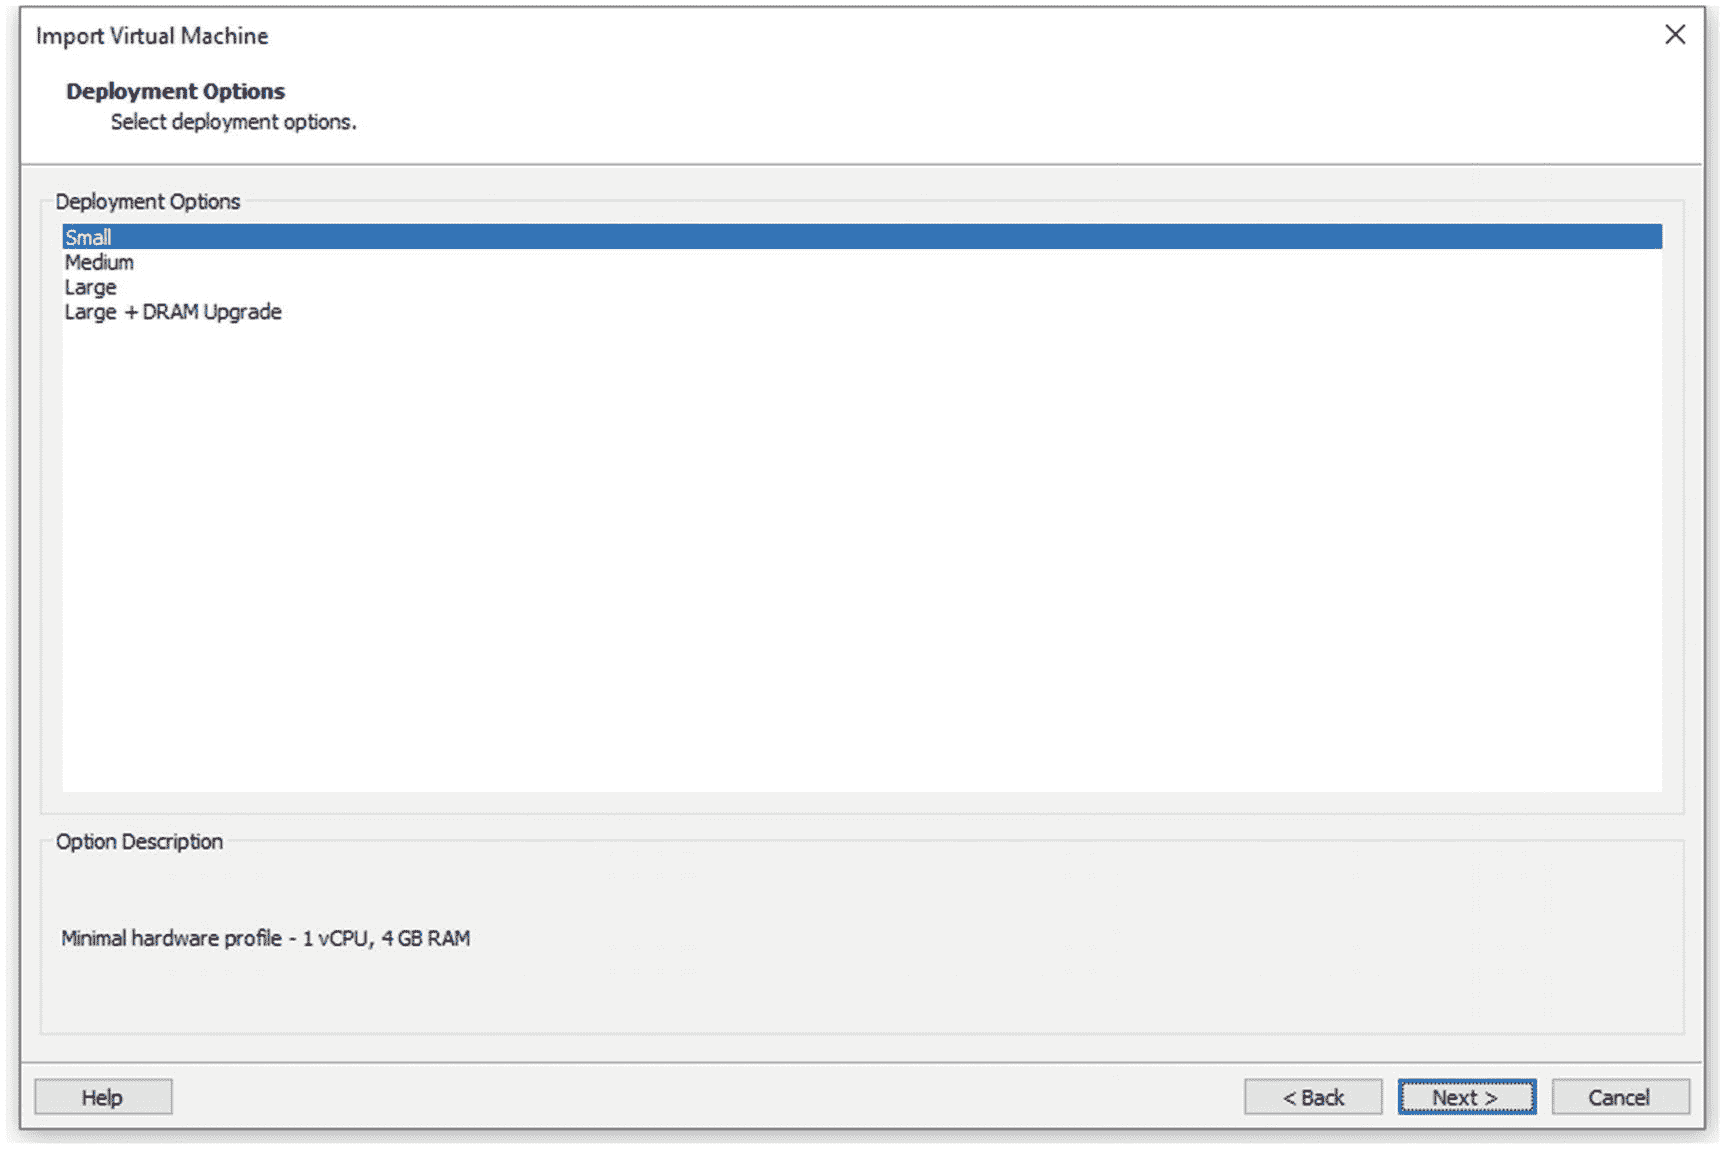 Import Virtual Machine
Deployment Options
Select deployment options.
Deployment Options
Small
Medium
Large
Large + DRAM Upgrade
Option Description
Minimal hardware profile - 1 vCPU, 4 GB RAM
Help
< Back
Next >
Cancel